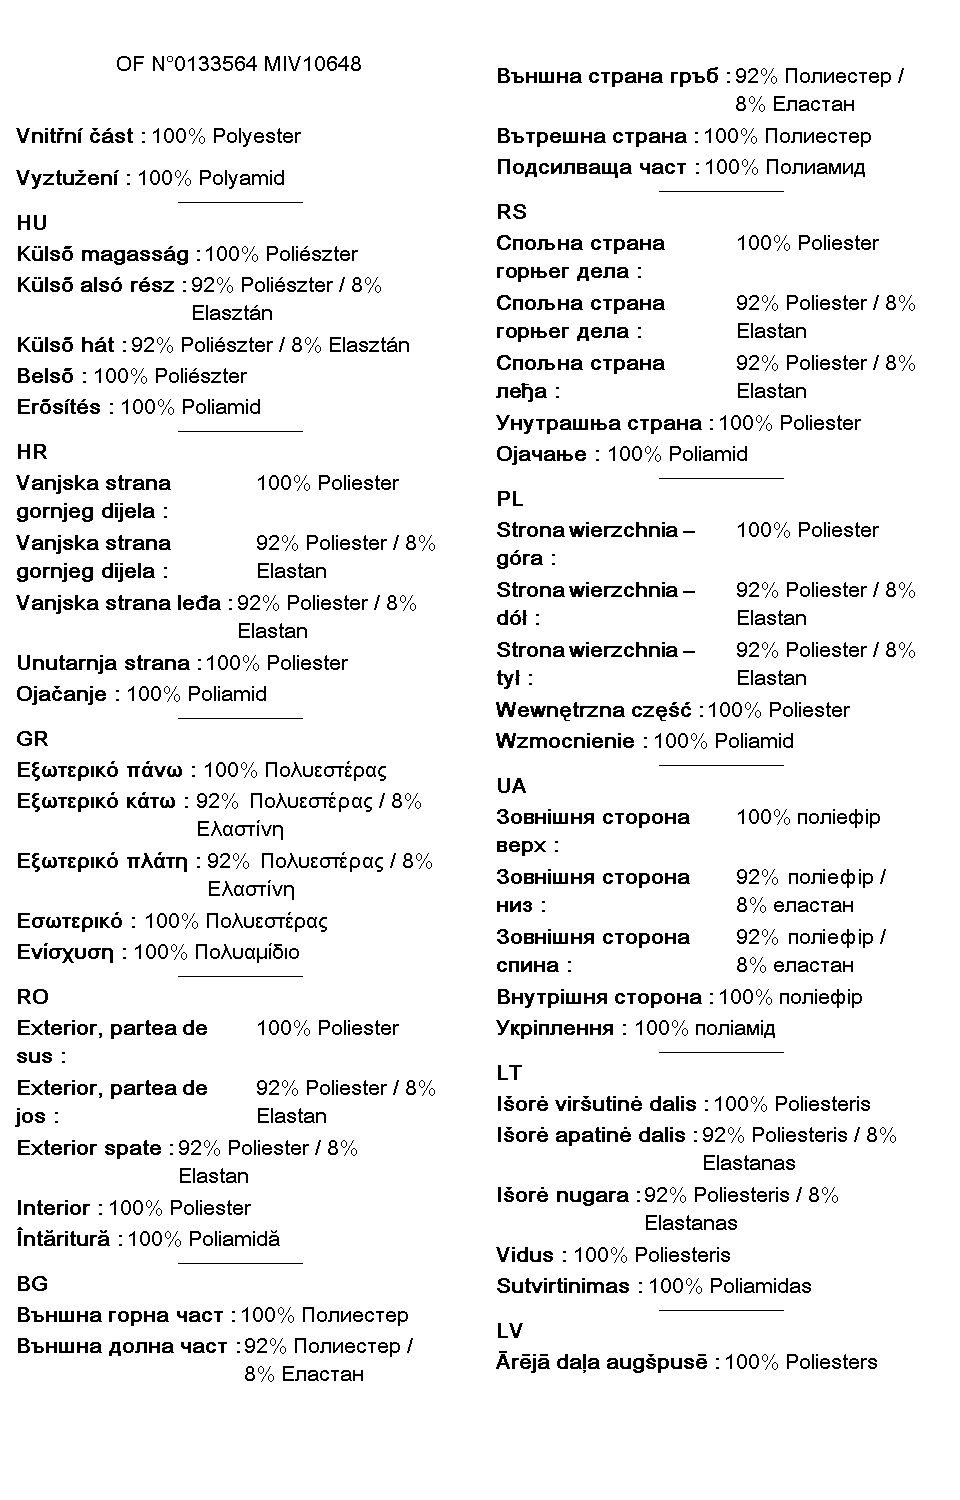 OF N°0133564 MIV10648
Vnitřní část : 100% Polyester
Vyztužení : 100% Polyamid
HU
Külső magasság : 100% Poliészter
Külső alsó rész : 92% Poliészter / 8%
Elasztán
Külső hát : 92% Poliészter / 8% Elasztán
Belső : 100% Poliészter
Erősítés : 100% Poliamid
HR
Vanjska strana 100% Poliester
gornjeg dijela :
Vanjska strana 92% Poliester / 8%
gornjeg dijela : Elastan
Vanjska strana leđa : 92% Poliester / 8%
Elastan
Unutarnja strana : 100% Poliester
Ojačanje : 100% Poliamid
GR
Εξωτερικό πάνω : 100% Πολυεστέρας
Εξωτερικό κάτω : 92% Πολυεστέρας / 8%
Ελαστίνη
Εξωτερικό πλάτη : 92% Πολυεστέρας / 8%
Ελαστίνη
Εσωτερικό : 100% Πολυεστέρας
Ενίσχυση : 100% Πολυαμίδιο
RO
Exterior, partea de 100% Poliester
sus :
Exterior, partea de 92% Poliester / 8%
jos : Elastan
Exterior spate : 92% Poliester / 8%
Elastan
Interior : 100% Poliester
Întăritură : 100% Poliamidă
BG
Външна горна част : 100% Полиестер
Външна долна част : 92% Полиестер /
8% Еластан
Външна страна гръб : 92% Полиестер /
8% Еластан
Вътрешна страна : 100% Полиестер
Подсилваща част : 100% Полиамид
RS
Спољна страна 100% Poliester
горњег дела :
Спољна страна 92% Poliester / 8%
горњег дела : Elastan
Спољна страна 92% Poliester / 8%
леђа : Elastan
Унутрашња страна : 100% Poliester
Ојачање : 100% Poliamid
PL
Strona wierzchnia – 100% Poliester
góra :
Strona wierzchnia – 92% Poliester / 8%
dół : Elastan
Strona wierzchnia – 92% Poliester / 8%
tył : Elastan
Wewnętrzna część : 100% Poliester
Wzmocnienie : 100% Poliamid
UA
Зовнішня сторона 100% поліефір
верх :
Зовнішня сторона 92% поліефір /
низ : 8% еластан
Зовнішня сторона 92% поліефір /
спина : 8% еластан
Внутрішня сторона : 100% поліефір
Укріплення : 100% поліамід
LT
Išorė viršutinė dalis : 100% Poliesteris
Išorė apatinė dalis : 92% Poliesteris / 8%
Elastanas
Išorė nugara : 92% Poliesteris / 8%
Elastanas
Vidus : 100% Poliesteris
Sutvirtinimas : 100% Poliamidas
LV
Ārējā daļa augšpusē : 100% Poliesters